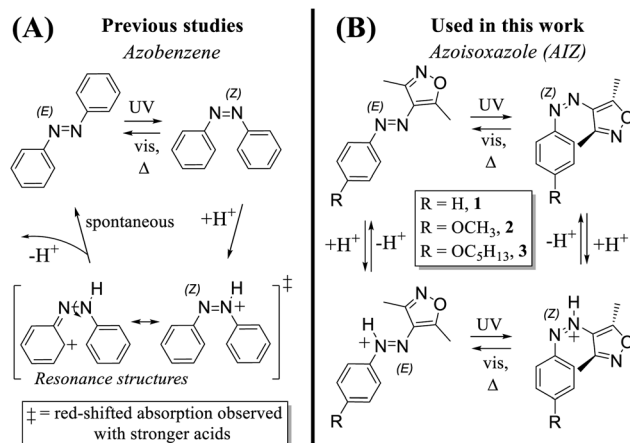 (A)
Previous studies
Azobenzene
(E)
N=N
UV
vis,
Δ
(Z)
N=N
spontaneous
-H+
+H+
N
H
N
+
(Z)
H
N=N
+
‡
Resonance structures
‡ = red-shifted absorption observed
with stronger acids
(B)
Used in this work
Azoisoxazole (AIZ)
N
O
(E)
N=N
R
UV
vis,
Δ
(Z)
N
N
O
N
R
R = H, 1
R = OCH3, 2
R = OC5H13, 3
+H+
-H+
-H+
+H+
N
O
H
+
N=N
(E)
R
UV
Δ
vis,
(Z)
H
N
N
+
O
N
R